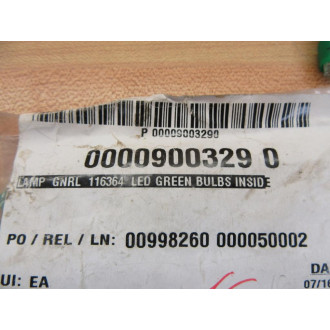 P 00009003290
0000900329 0
LAMP GNRL 116364 LED GREEN BULBS INSIDE
PO / REL / LN: 00998260 000050002
UI: EA
DA
07/16